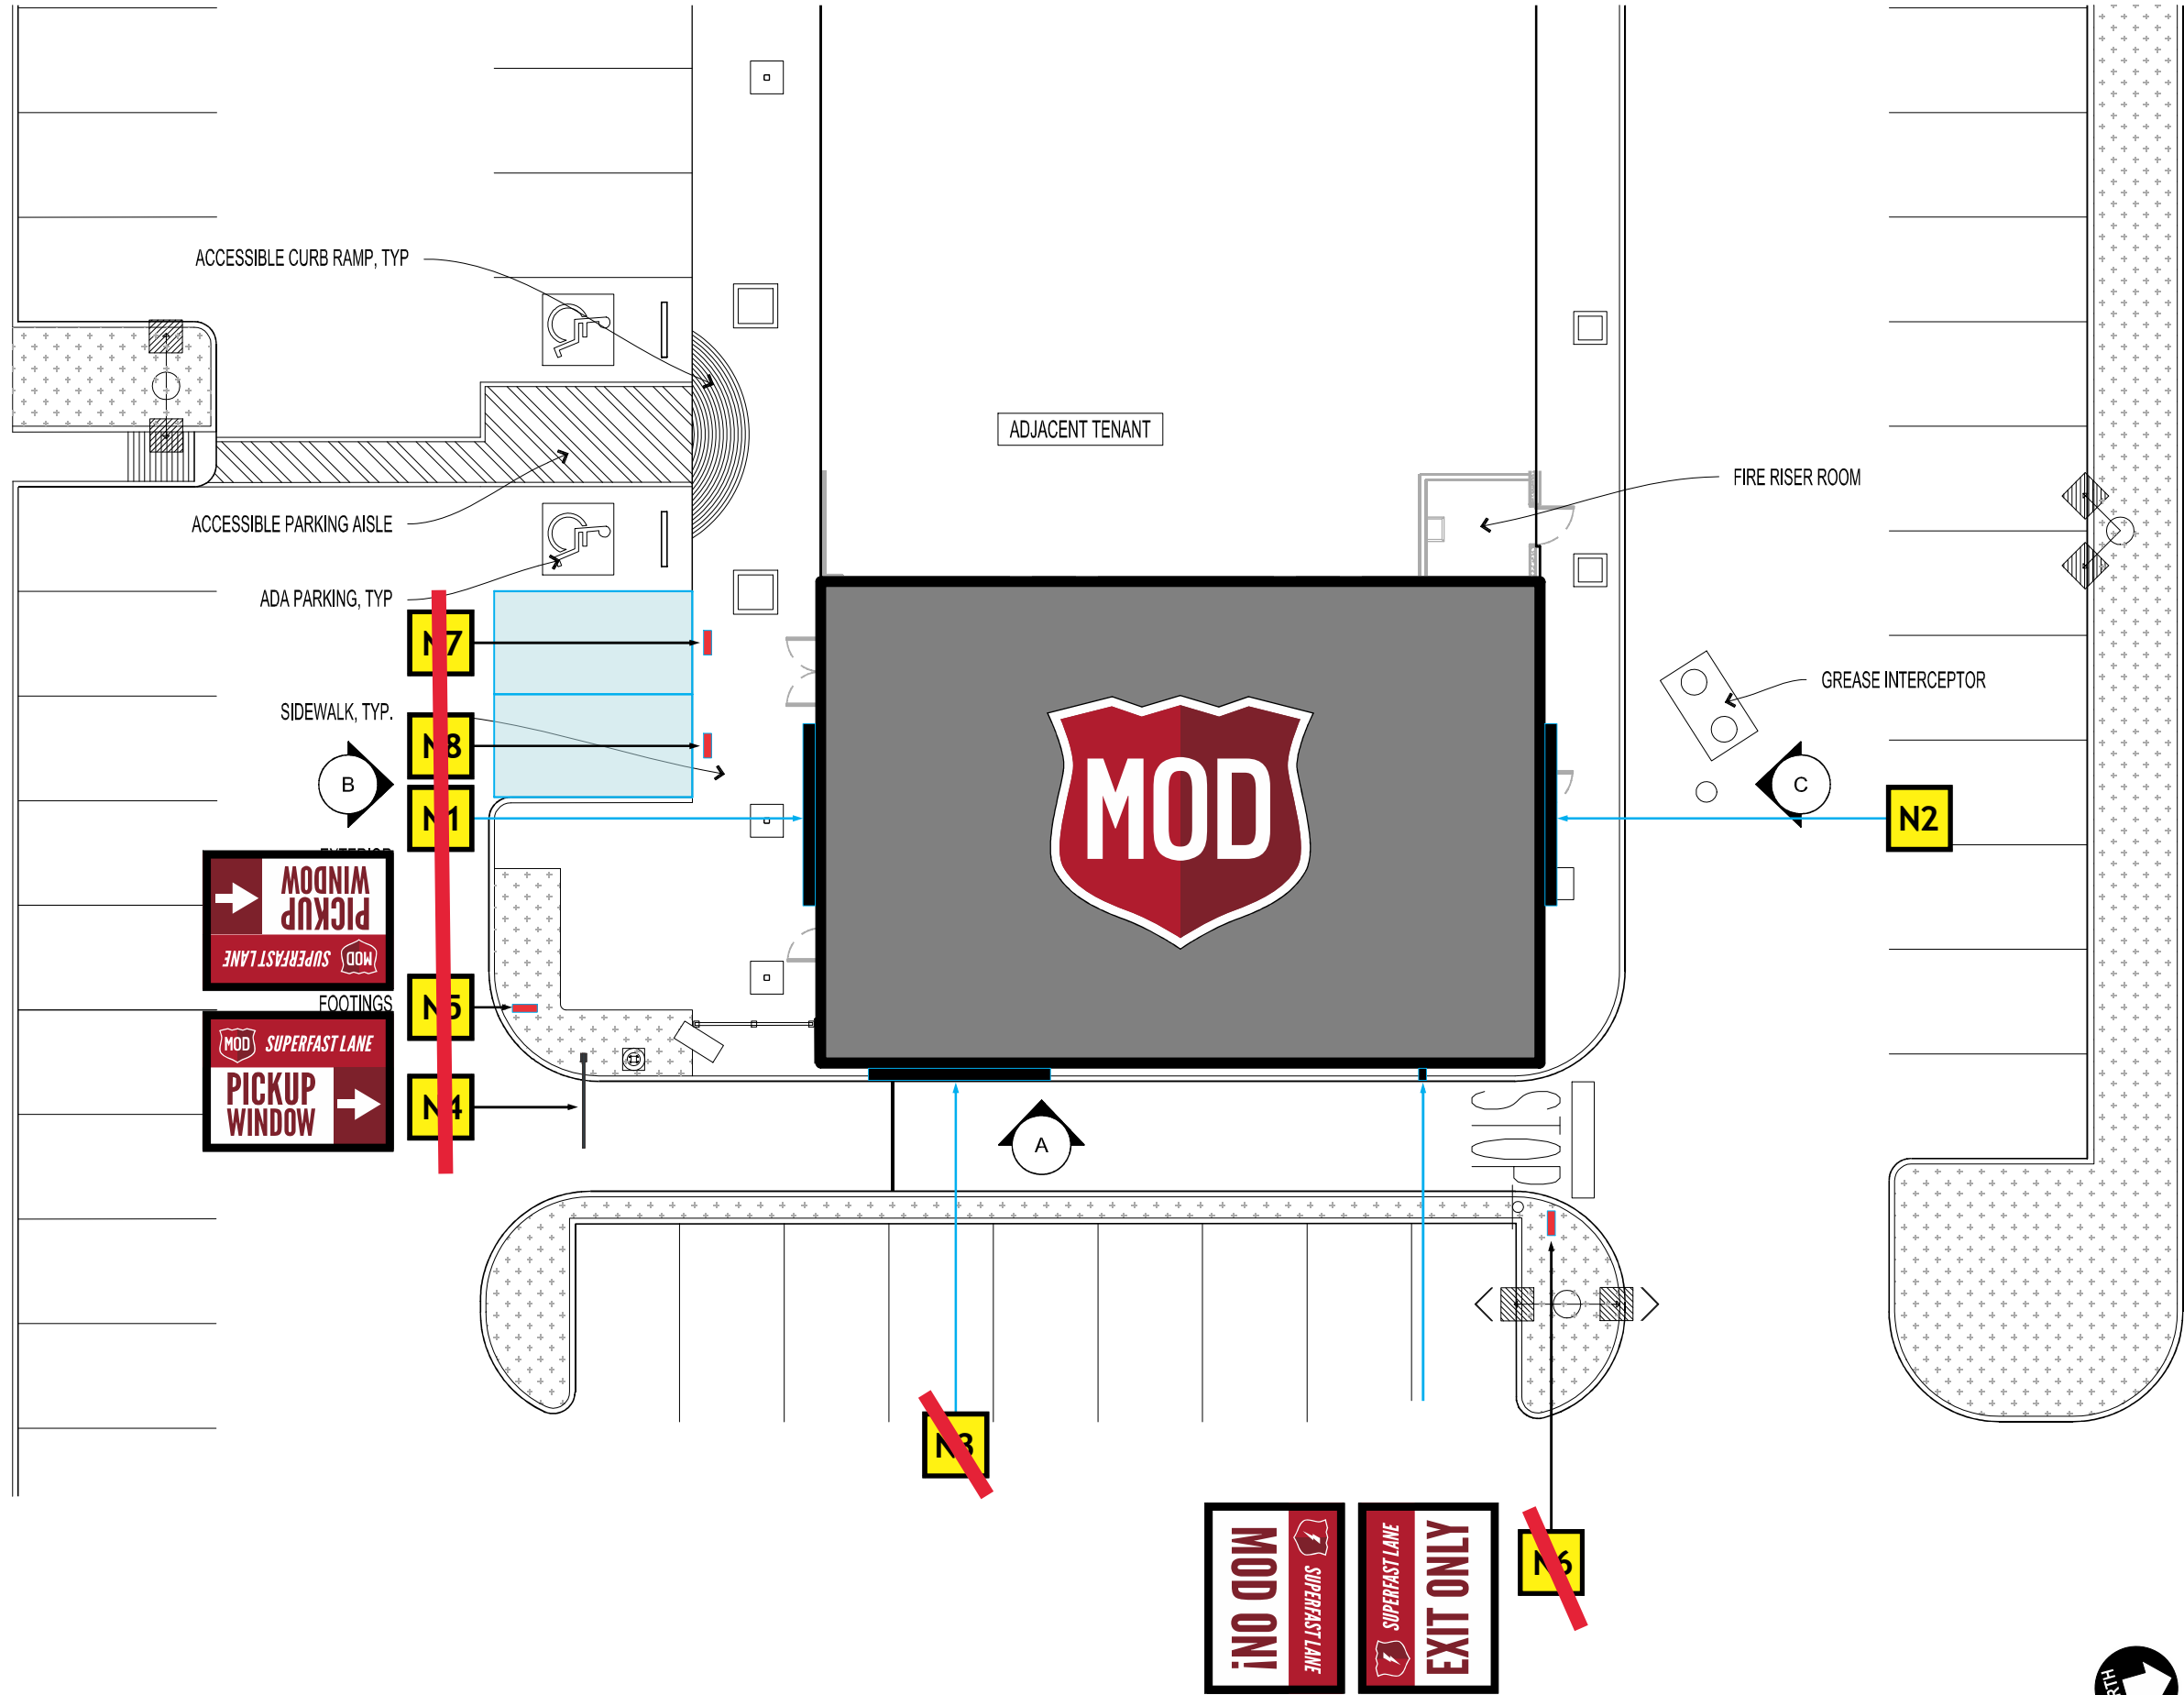 ACCESSIBLE CURB RAMP, TYP
ADJACENT TENANT
FIRE RISER ROOM
ACCESSIBLE PARKING AISLE
ADA PARKING, TYP
N7
GREASE INTERCEPTOR
SIDEWALK, TYP.
N8
B
C
MOD
N1
N2
EXTERIOR
PICKUP
WINDOW
MOD SUPERFAST LANE
FOOTINGS
N5
MOD SUPERFAST LANE
PICKUP
WINDOW
N4
A
STOP
N3
SUPERFAST LANE
MOD ON!
SUPERFAST LANE
EXIT ONLY
N6